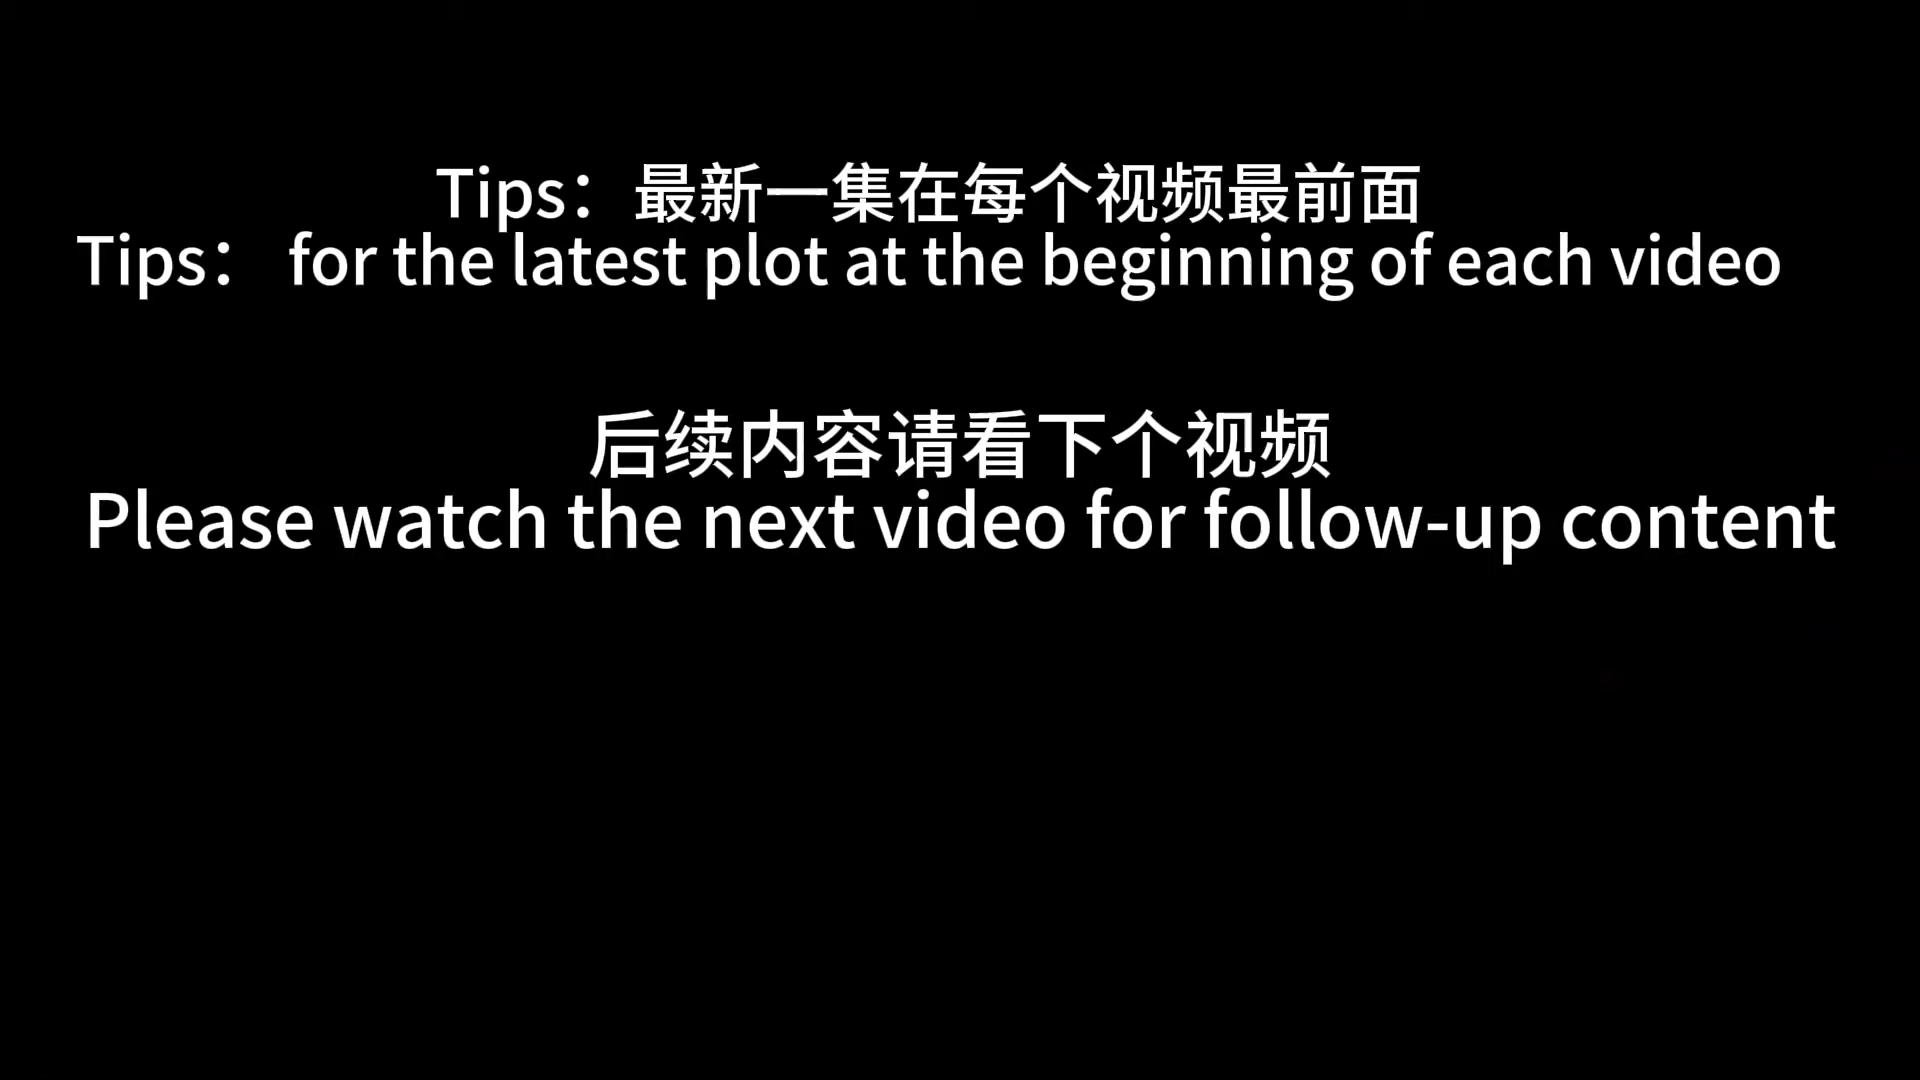 Tips：最新一集在每个视频最前面
Tips： for the latest plot at the beginning of each video
后续内容请看下个视频
Please watch the next video for follow-up content